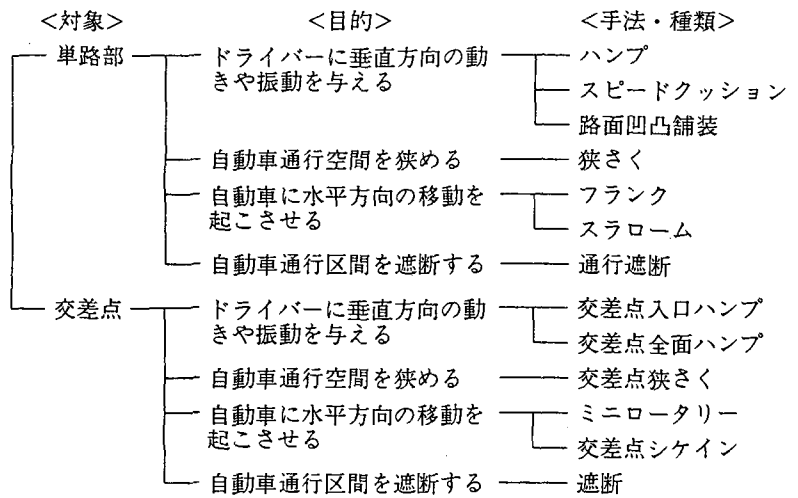 <対象> <目的> <手法・種類>
単路部 ドライバーに垂直方向の動きや振動を与える ハンプ
スピードクッション
路面凹凸舗装
自動車通行空間を狭める 狭さく
自動車に水平方向の移動を起こさせる フランク
スラローム
自動車通行区間を遮断する 通行遮断
交差点 ドライバーに垂直方向の動きや振動を与える 交差点入口ハンプ
交差点全面ハンプ
自動車通行空間を狭める 交差点狭さく
自動車に水平方向の移動を起こさせる ミニロータリー
交差点シケイン
自動車通行区間を遮断する 遮断